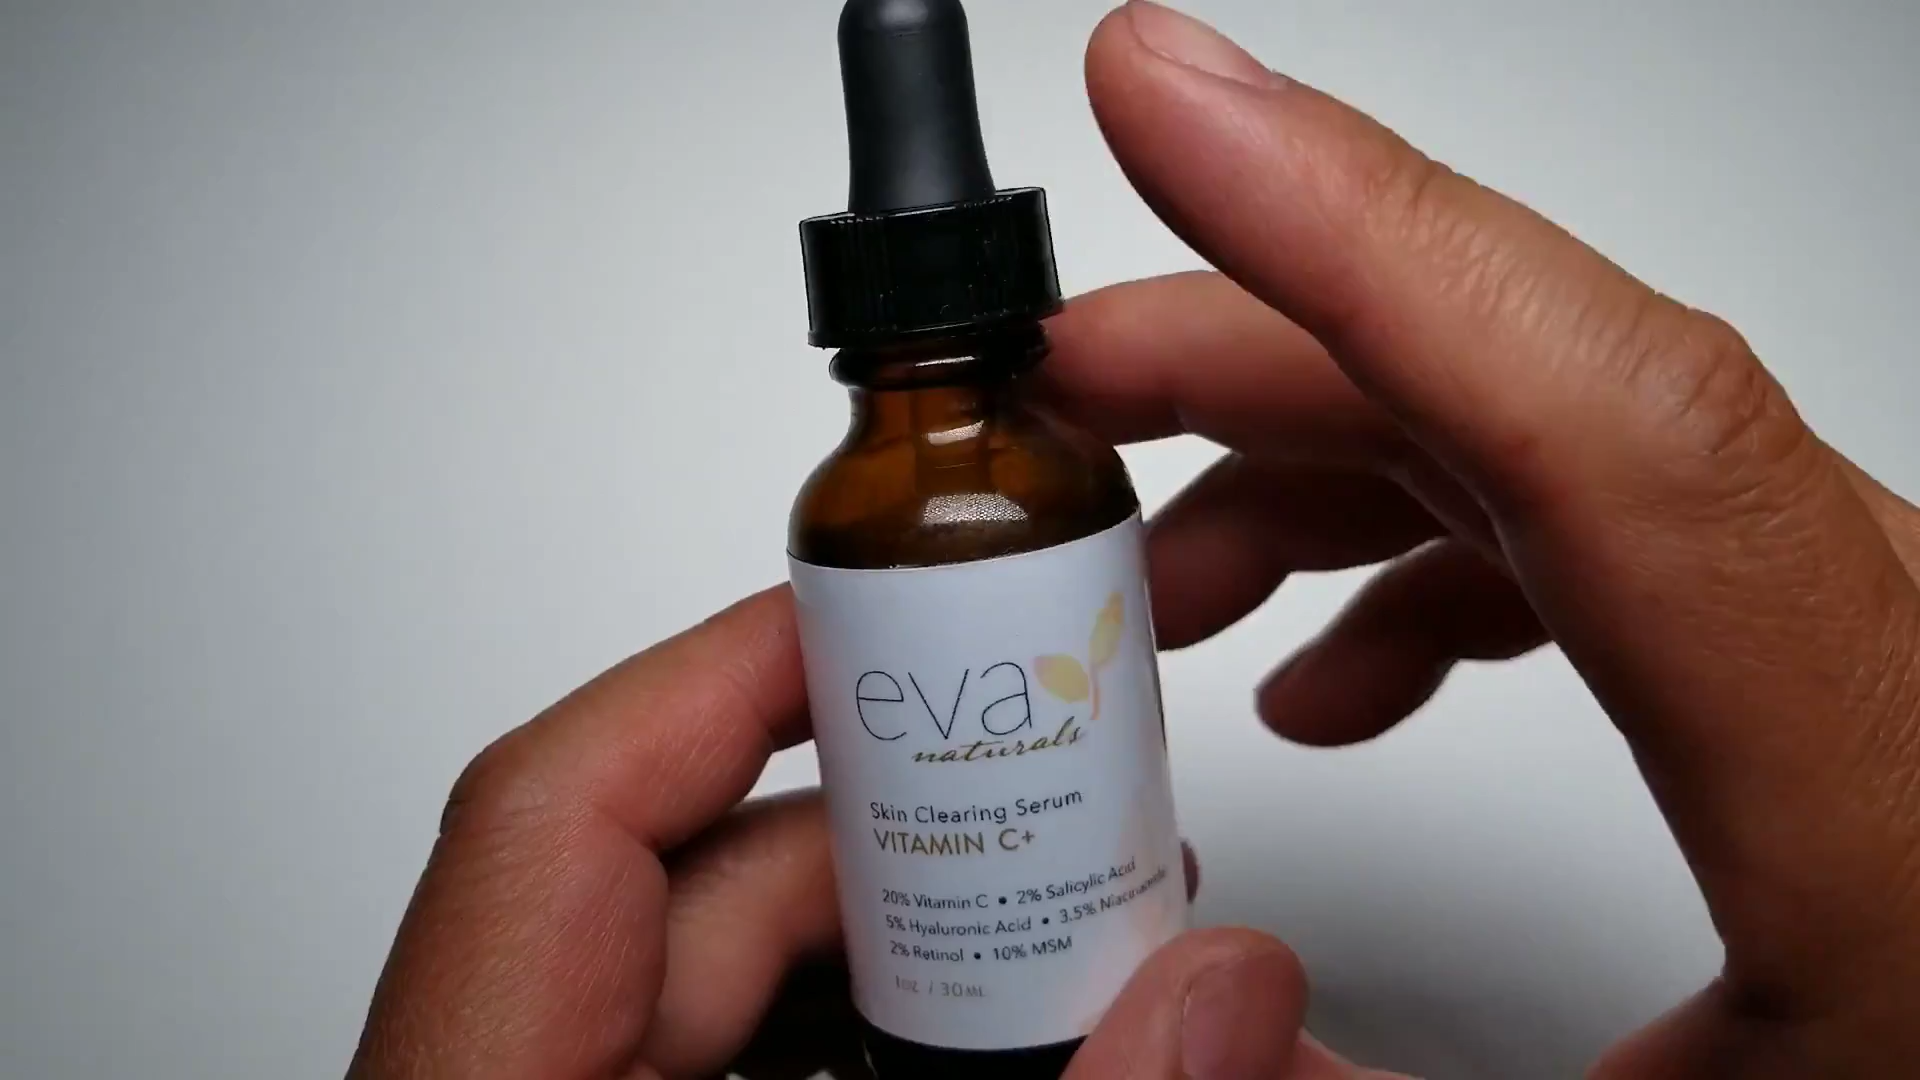 eva
naturals
Skin Clearing Serum
VITAMIN C+
20% Vitamin C • 2% Salicylic Acid
5% Hyaluronic Acid • 3.5% Niacinamide
2% Retinol • 10% MSM
1OZ / 30ML